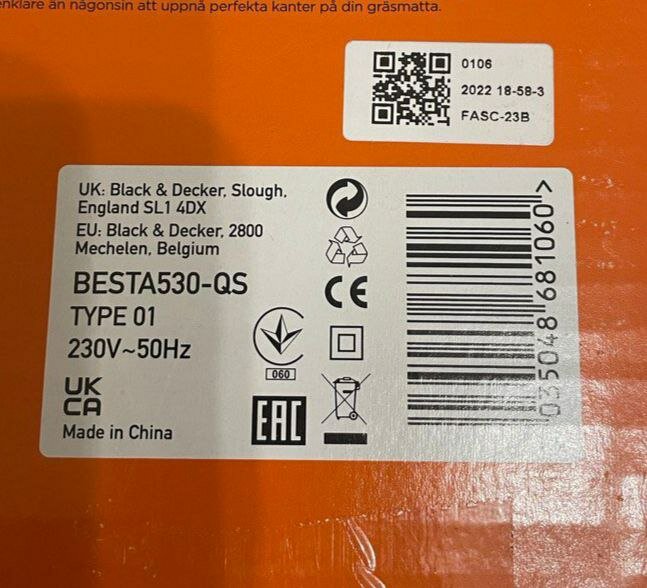 enklare än någonsin att uppnå perfekta kanter på din gräsmatta.
0106
2022 18-58-3
FASC-23B
UK: Black & Decker, Slough,
England SL1 4DX
EU: Black & Decker, 2800
Mechelen, Belgium
BESTA530-QS
TYPE 01
230V~50Hz
UK
CA
Made in China
CE
060
EAC
035048 681060>